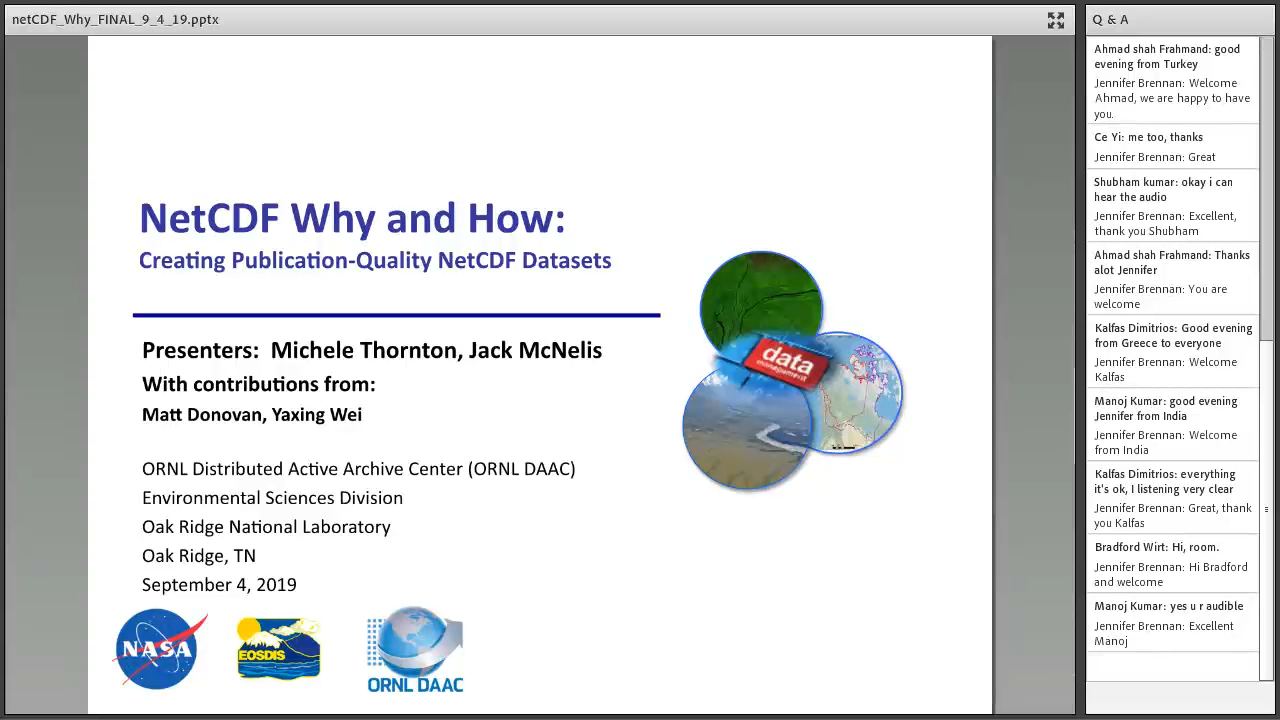 netCDF_Why_FINAL_9_4_19.pptx
NetCDF Why and How:
Creating Publication-Quality NetCDF Datasets
Presenters: Michele Thornton, Jack McNelis
With contributions from:
Matt Donovan, Yaxing Wei
ORNL Distributed Active Archive Center (ORNL DAAC)
Environmental Sciences Division
Oak Ridge National Laboratory
Oak Ridge, TN
September 4, 2019
data
management
NASA
EOSDIS
ORNL DAAC
Q & A
Ahmad shah Frahmand: good
evening from Turkey
Jennifer Brennan: Welcome
Ahmad, we are happy to have
you.
Ce Yi: me too, thanks
Jennifer Brennan: Great
Shubham kumar: okay i can
hear the audio
Jennifer Brennan: Excellent,
thank you Shubham
Ahmad shah Frahmand: Thanks
alot Jennifer
Jennifer Brennan: You are
welcome
Kalfas Dimitrios: Good evening
from Greece to everyone
Jennifer Brennan: Welcome
Kalfas
Manoj Kumar: good evening
Jennifer from India
Jennifer Brennan: Welcome
from India
Kalfas Dimitrios: everything
it's ok, I listening very clear
Jennifer Brennan: Great, thank
you Kalfas
Bradford Wirt: Hi, room.
Jennifer Brennan: Hi Bradford
and welcome
Manoj Kumar: yes u r audible
Jennifer Brennan: Excellent
Manoj